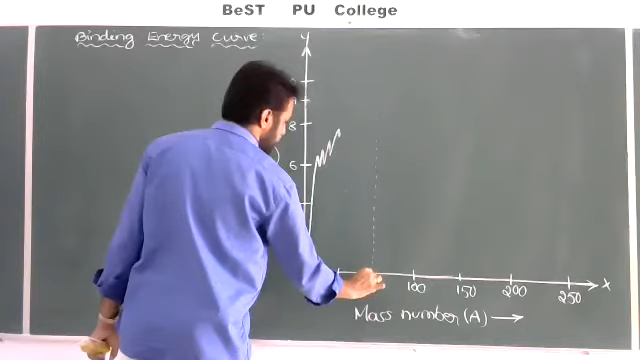 BeST PU College
Binding Energy Curve:
y
8
6
x
100 150 200 250
Mass number (A) →